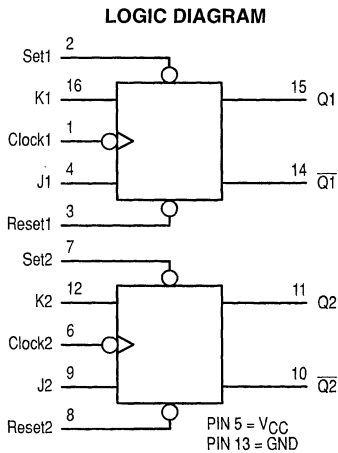 LOGIC DIAGRAM
Set1 2
K1 16 15 Q1
Clock1 1
J1 4 14 Q1̅
Reset1 3
Set2 7
K2 12 11 Q2
Clock2 6
J2 9 10 Q2̅
Reset2 8
PIN 5 = VCC
PIN 13 = GND